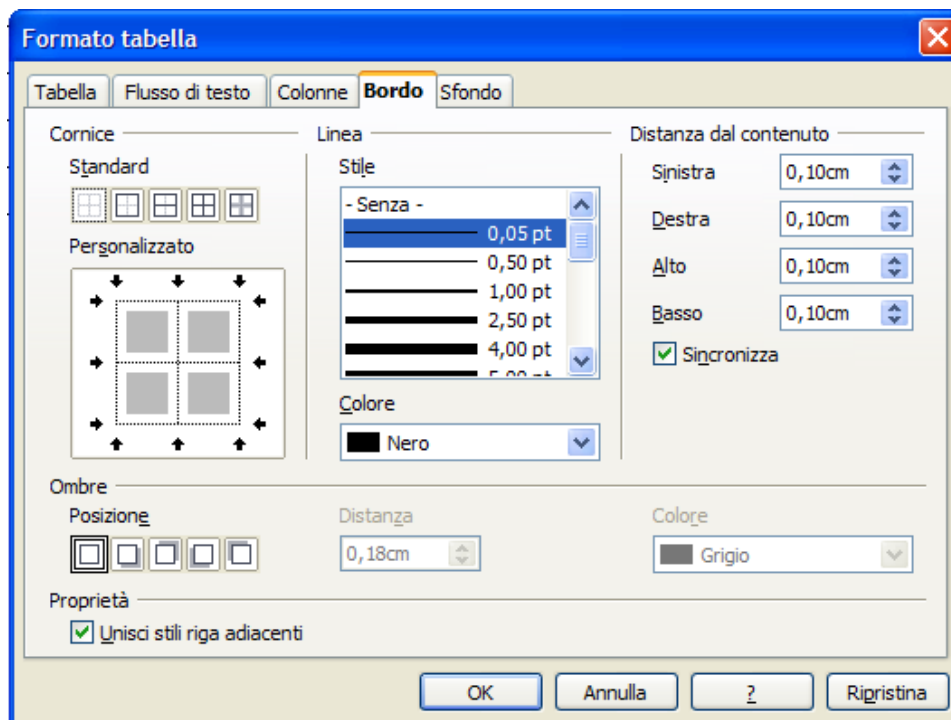 Formato tabella
Tabella Flusso di testo Colonne Bordo Sfondo
Cornice Linea Distanza dal contenuto
Standard Stile Sinistra 0,10cm
- Senza -
0,05 pt Destra 0,10cm
Personalizzato 0,50 pt Alto 0,10cm
1,00 pt
2,50 pt Basso 0,10cm
4,00 pt Sincronizza
5,00 pt
Colore
Nero
Ombre
Posizione Distanza Colore
0,18cm Grigio
Proprietà
Unisci stili riga adiacenti
OK Annulla ? Ripristina